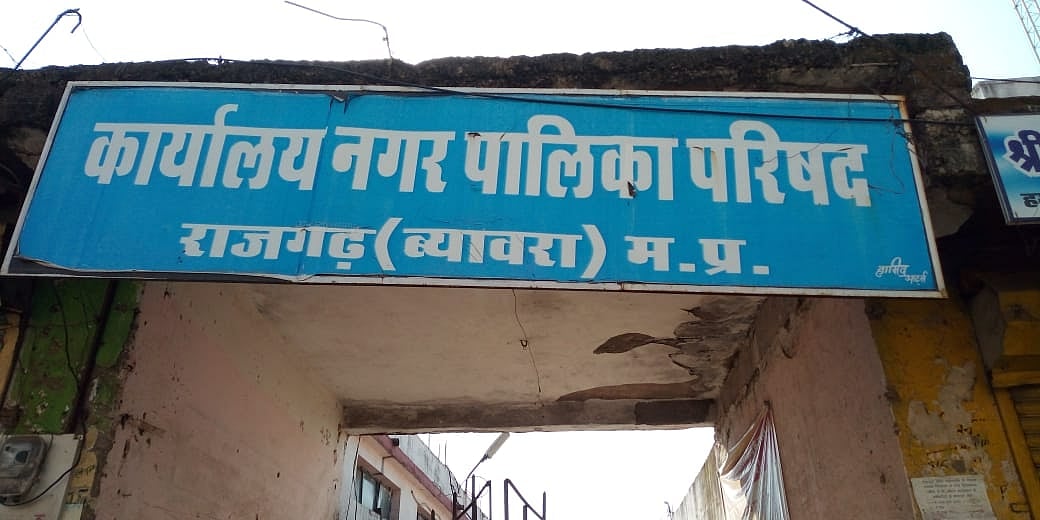 कार्यालय नगर पालिका परिषद
राजगढ़ (ब्यावरा) म.प्र.
श्री